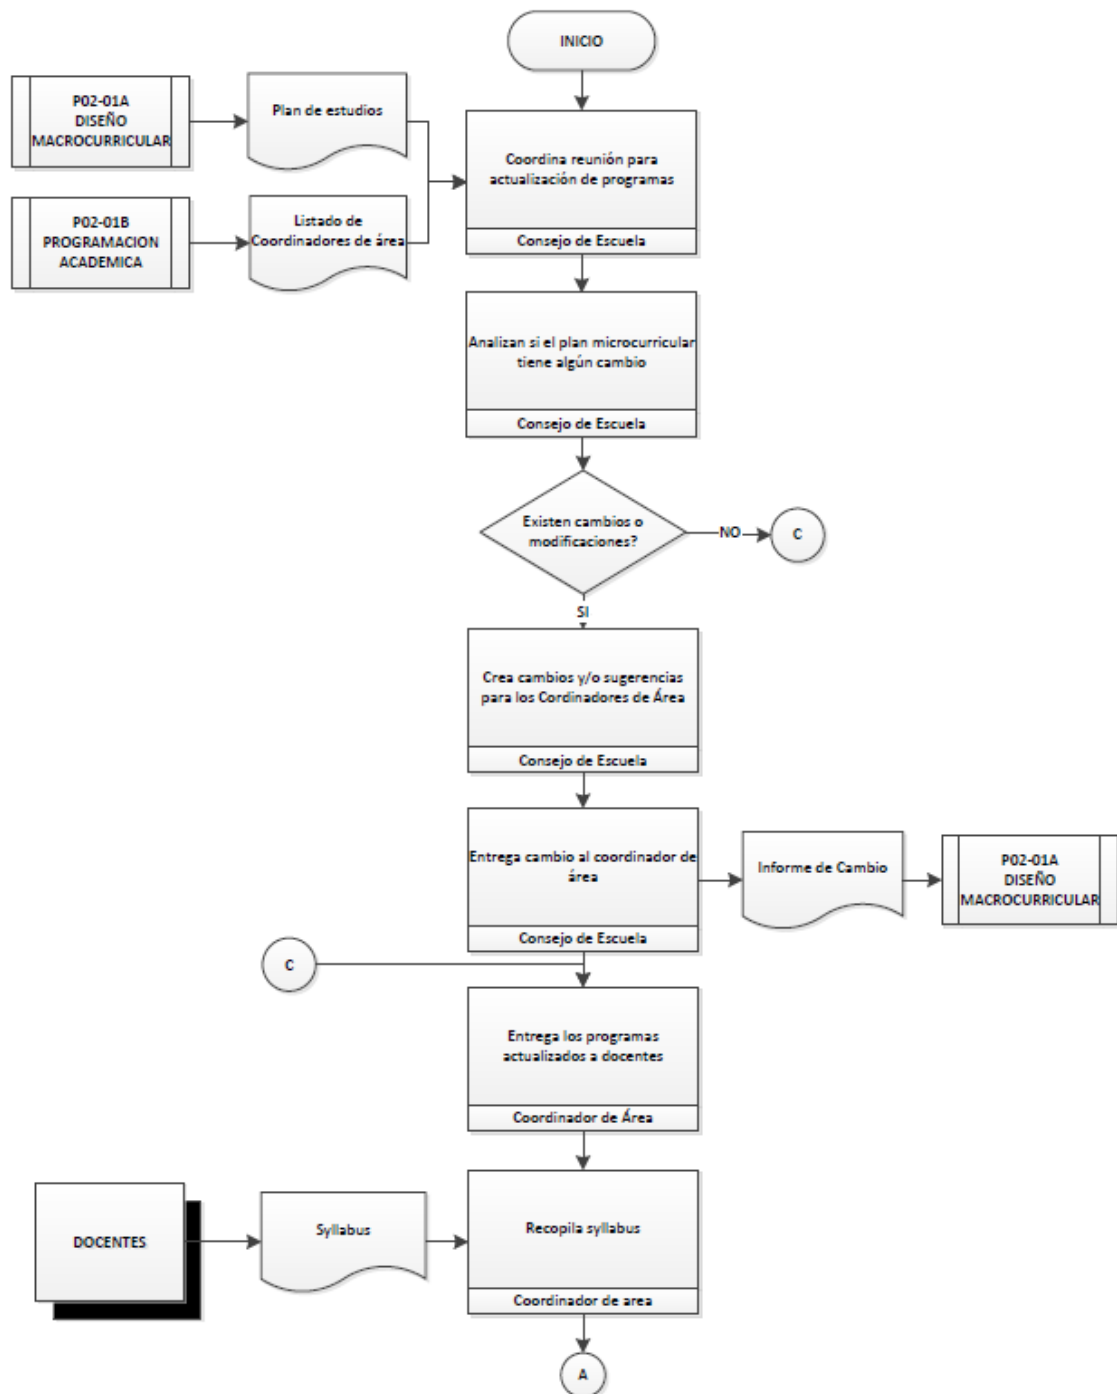 INICIO
P02-01A
DISEÑO
MACROCURRICULAR
Plan de estudios
Coordina reunión para
actualización de programas
Consejo de Escuela
P02-01B
PROGRAMACION
ACADEMICA
Listado de
Coordinadores de área
Analizan si el plan microcurricular
tiene algún cambio
Consejo de Escuela
Existen cambios o
modificaciones?
NO
C
SI
Crea cambios y/o sugerencias
para los Cordinadores de Área
Consejo de Escuela
Entrega cambio al coordinador de
área
Consejo de Escuela
Informe de Cambio
P02-01A
DISEÑO
MACROCURRICULAR
C
Entrega los programas
actualizados a docentes
Coordinador de Área
DOCENTES
Syllabus
Recopila syllabus
Coordinador de area
A